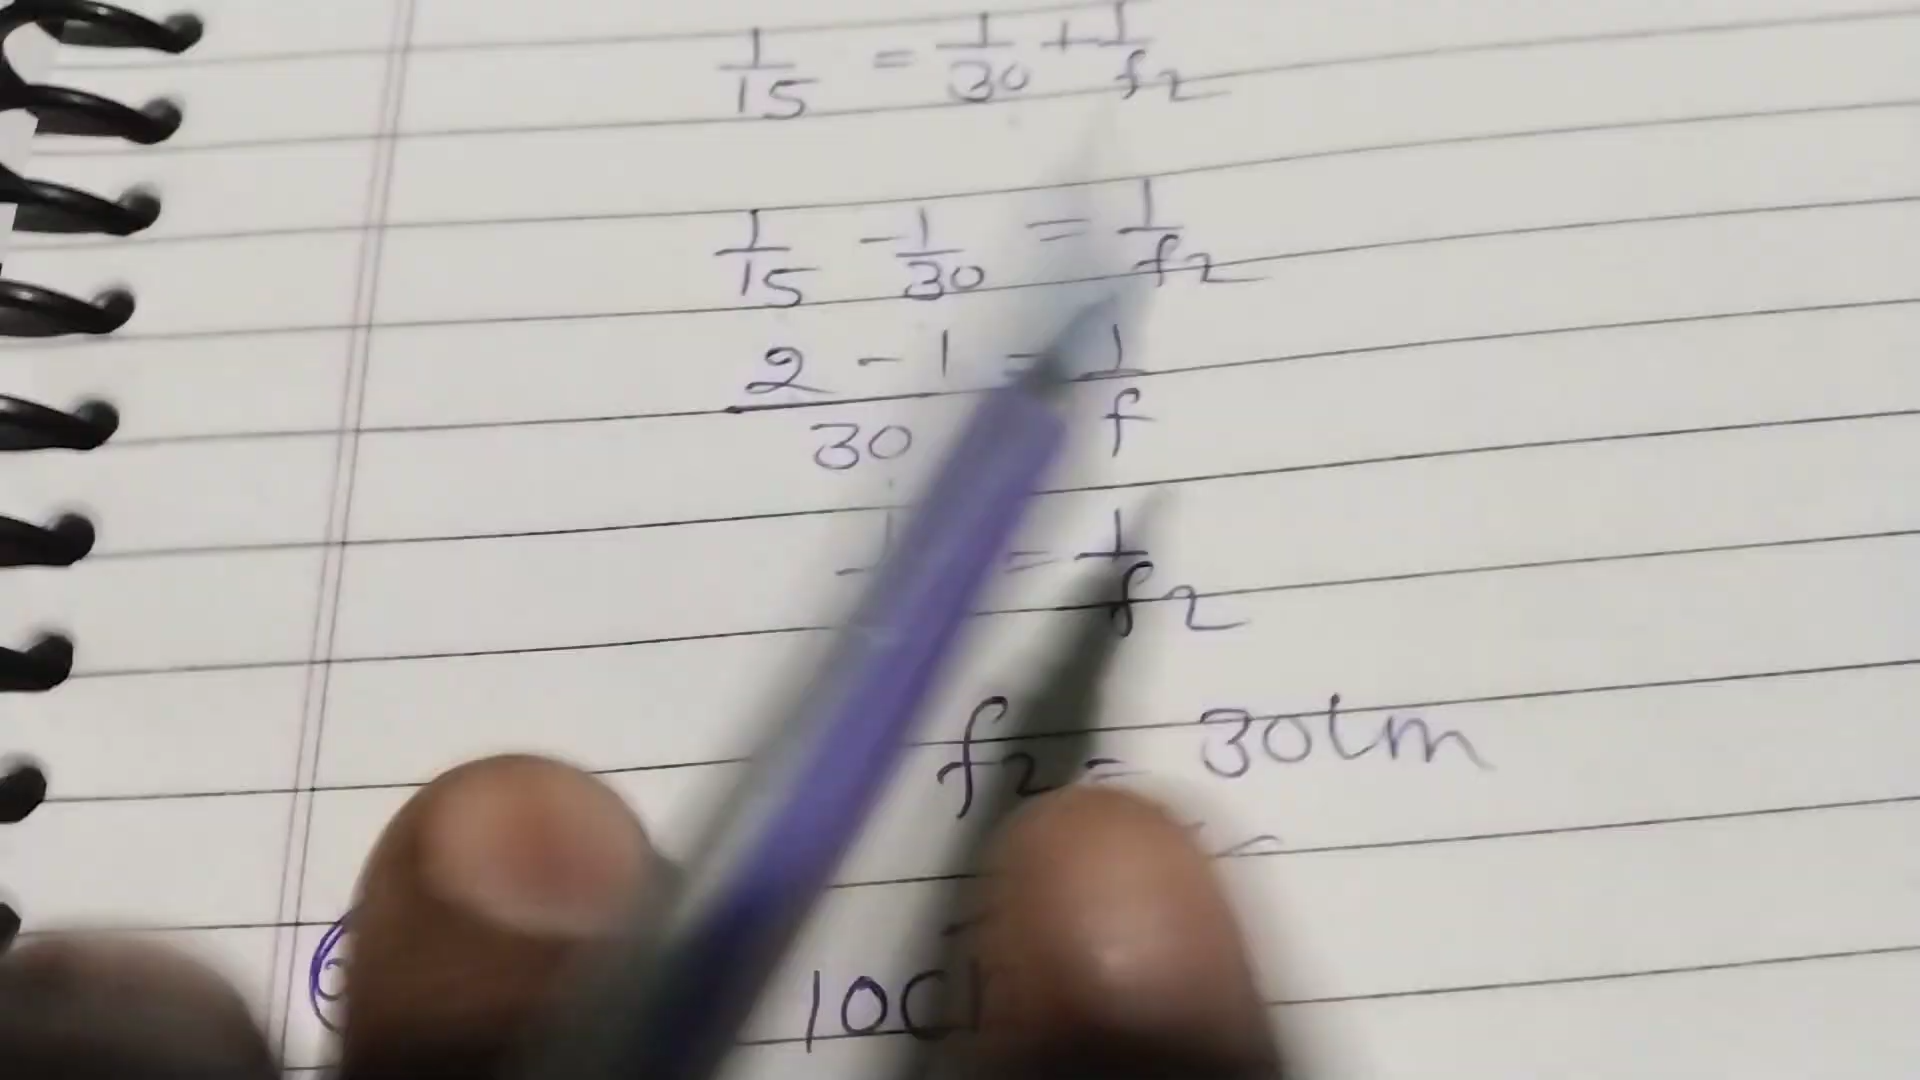 1/15 = 1/30 + 1/f2
1/15 - 1/30 = 1/f2
2 - 1/30 = 1/f
1 = 1/f2
f2 = 30cm
10c